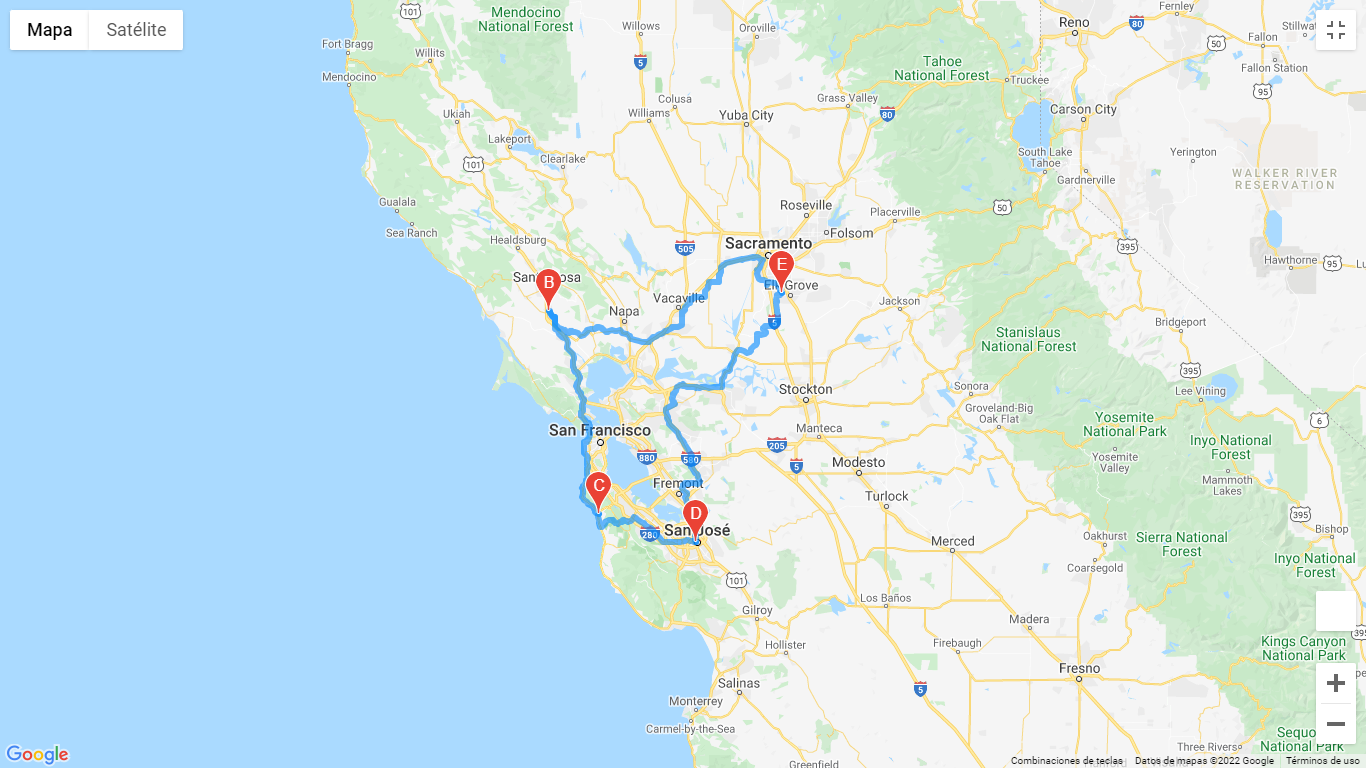 Mapa
Satélite
Mendocino
National Forest
101
Fort Bragg
Willits
Mendocino
Willows
Oroville
5
Reno
80
Fernley
Fallon
50
Fallon Station
95
Tahoe
National Forest
Truckee
Colusa
Williams
Yuba City
Grass Valley
80
Carson City
Ukiah
Lakeport
101
Clearlake
South Lake
Tahoe
Gardnerville
Yerington
WALKER RIVER
RESERVATION
Gualala
Sea Ranch
Healdsburg
Roseville
Folsom
Placerville
50
395
Sacramento
505
Hawthorne
95
B
E
Napa
Vacaville
5
Jackson
Bridgeport
Stanislaus
National Forest
395
Lee Vining
Stockton
Sonora
Groveland-Big
Oak Flat
6
Yosemite
National Park
Yosemite
Valley
San Francisco
Manteca
205
880
580
5
Modesto
Inyo National
Forest
Mammoth
Lakes
Fremont
Turlock
395
C
D
San José
280
Merced
Oakhurst
Coarsegold
Sierra National
Forest
Bishop
Inyo National
Forest
101
Los Baños
Gilroy
Madera
Firebaugh
Hollister
Kings Canyon
National Park
Fresno
Salinas
5
Monterrey
Carmel-by-the-Sea
Three Rivers
Greenfield
Google
Combinaciones de teclas
Datos de mapas ©2022 Google
Términos de uso